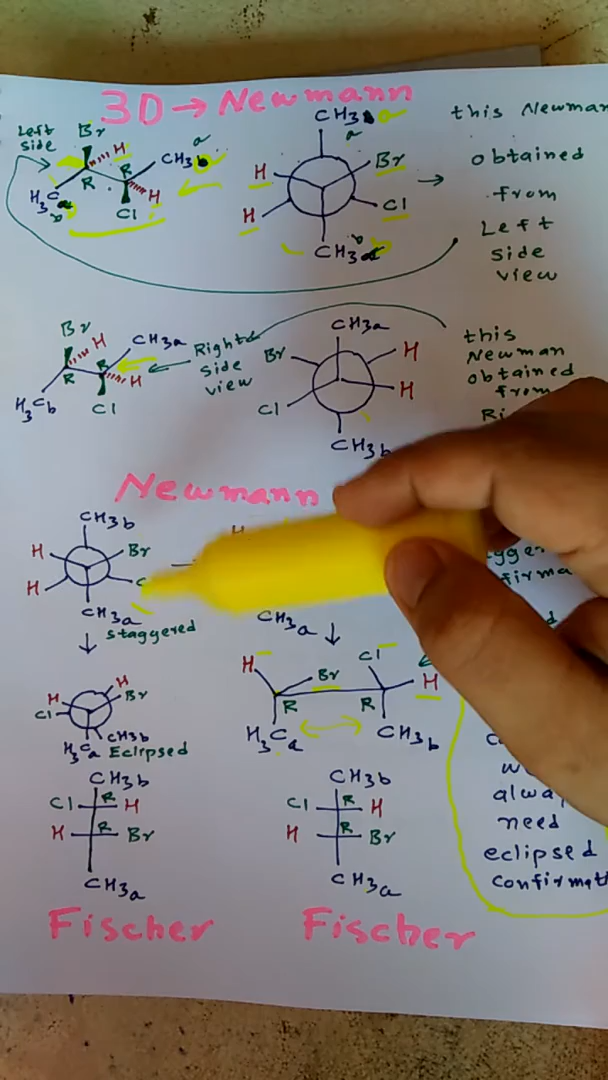 3D → Newmann
Left side
Br
H
CH3b
a
R
R
H3Ca
b
H
Cl
CH3
a
a
H
Br
H
Cl
CH3
b
this Newman
obtained
from
Left
side
view
Br
H
CH3a
R
R
H
H3Cb
Cl
Right
side
view
CH3a
Br
H
Cl
H
CH3b
this
Newman
obtained
from
Newmann
CH3b
H
Br
H
CH3a
staggered
H
CH3a
H
Br
Cl
H
R
R
H3Ca
CH3b
H
H
Cl
Br
CH3b
H3Ca
Eclipsed
CH3b
Cl R H
H R Br
CH3a
CH3b
Cl R H
H R Br
CH3a
need
eclipsed
confirmat
Fischer
Fischer